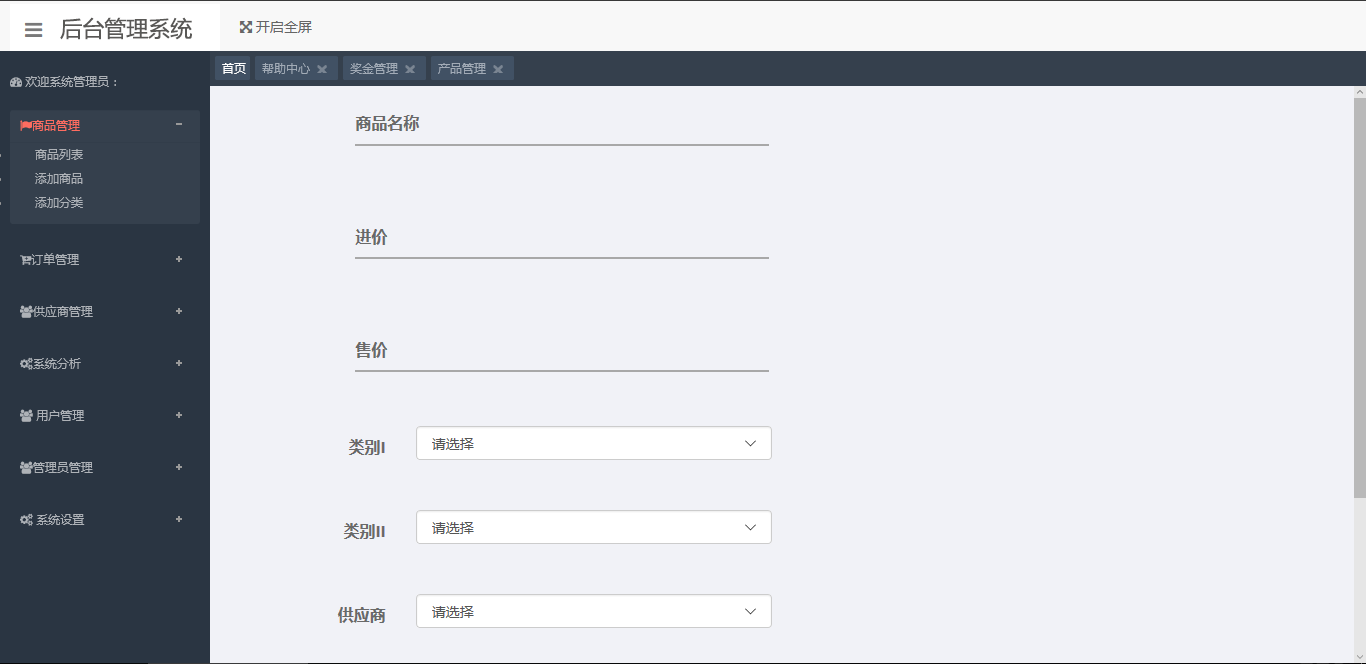 后台管理系统
开启全屏
首页 帮助中心 奖金管理 产品管理
欢迎系统管理员：
商品管理 −
商品列表
添加商品
添加分类
订单管理 +
供应商管理 +
系统分析 +
用户管理 +
管理员管理 +
系统设置 +
商品名称
进价
售价
类别I 请选择
类别II 请选择
供应商 请选择